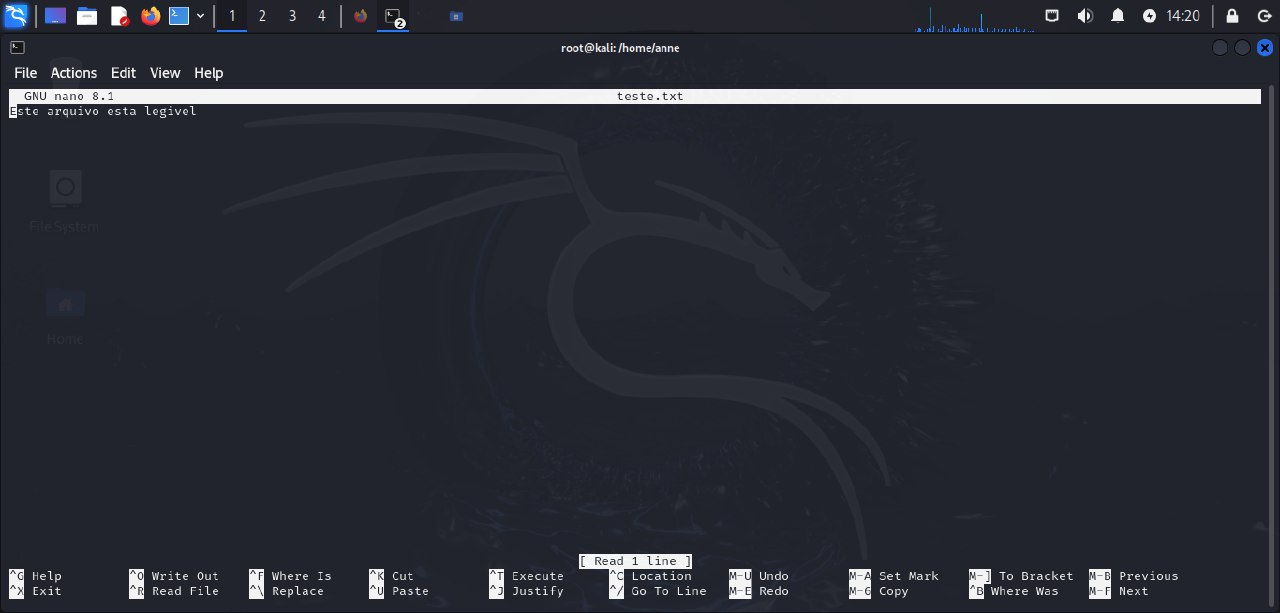 1 2 3 4 2 14:20
root@kali: /home/anne
File Actions Edit View Help
GNU nano 8.1 teste.txt
Este arquivo esta legivel
File System
Home
[ Read 1 line ]
^G Help ^O Write Out ^F Where Is ^K Cut ^T Execute ^C Location M-U Undo M-A Set Mark M-] To Bracket M-B Previous
^X Exit ^R Read File ^\ Replace ^U Paste ^J Justify ^/ Go To Line M-E Redo M-6 Copy ^B Where Was M-F Next